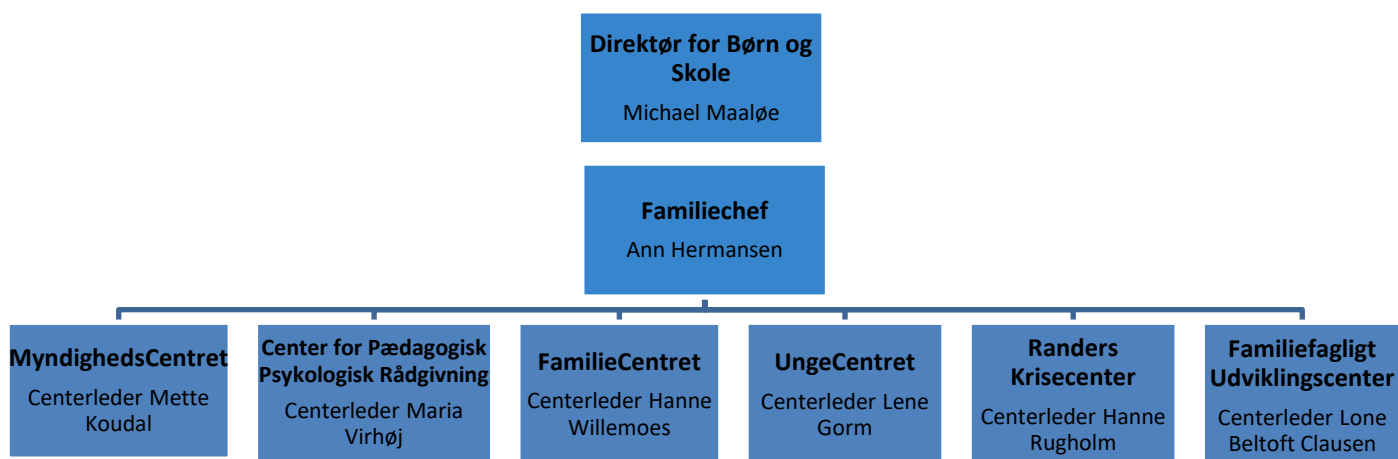 Direktør for Børn og
Skole
Michael Maaløe
Familiechef
Ann Hermansen
MyndighedsCentret
Centerleder Mette
Koudal
Center for Pædagogisk
Psykologisk Rådgivning
Centerleder Maria
Virhøj
FamilieCentret
Centerleder Hanne
Willemoes
UngeCentret
Centerleder Lene
Gorm
Randers
Krisecenter
Centerleder Hanne
Rugholm
Familiefagligt
Udviklingscenter
Centerleder Lone
Beltoft Clausen